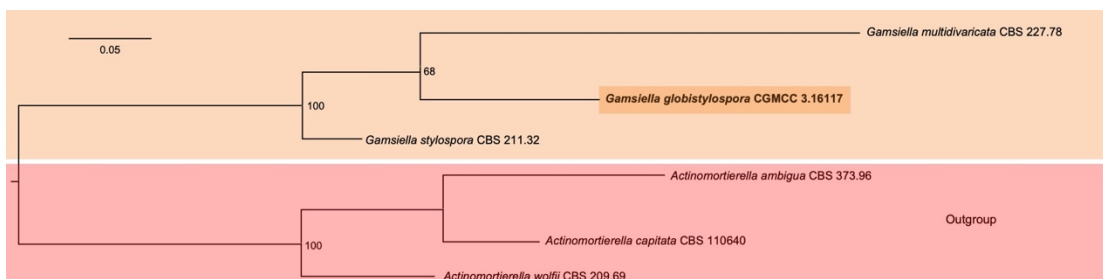 Gamsiella multidivaricata CBS 227.78
0.05
68
Gamsiella globistylospora CGMCC 3.16117
100
Gamsiella stylospora CBS 211.32
Actinomortierella ambigua CBS 373.96
Outgroup
Actinomortierella capitata CBS 110640
100
Actinomortierella wolfii CBS 209.69